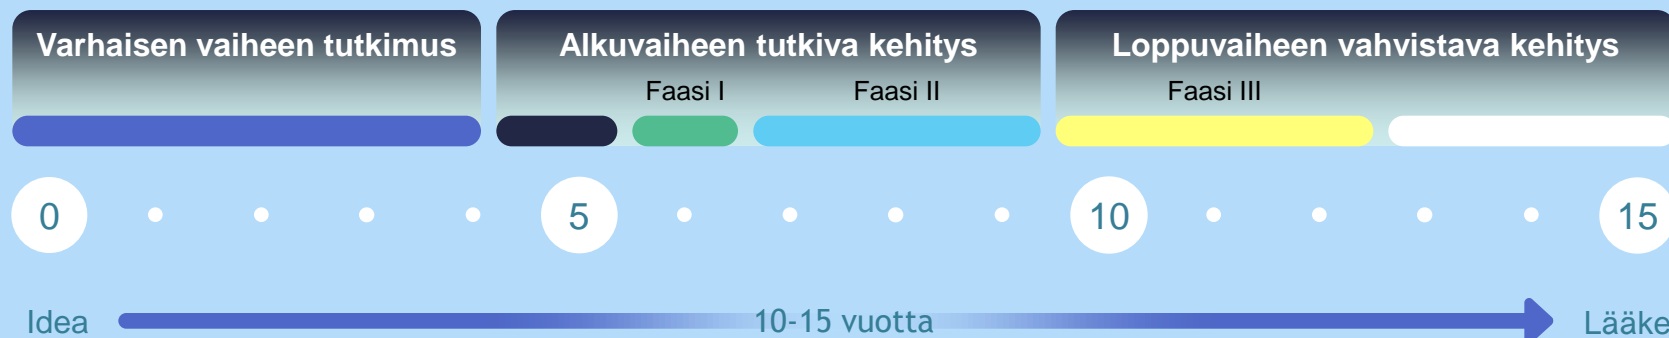 Varhaisen vaiheen tutkimus
Alkuvaiheen tutkiva kehitys
Loppuvaiheen vahvistava kehitys
Faasi I
Faasi II
Faasi III
0
5
10
15
Idea
10-15 vuotta
Lääke